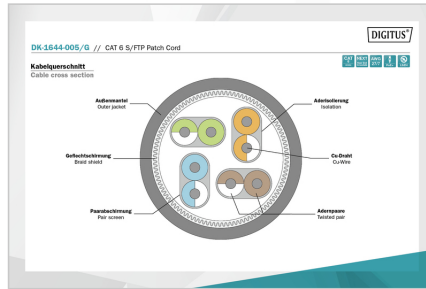 DIGITUS®
DK-1644-005/G // CAT 6 S/FTP Patch Cord
Kabelquerschnitt
Cable cross section
Außenmantel
Outer jacket
Aderisolierung
Isolation
Geflechtschirmung
Braid shield
Cu-Draht
Cu-Wire
Paarabschirmung
Pair screen
Adernpaare
Twisted pair